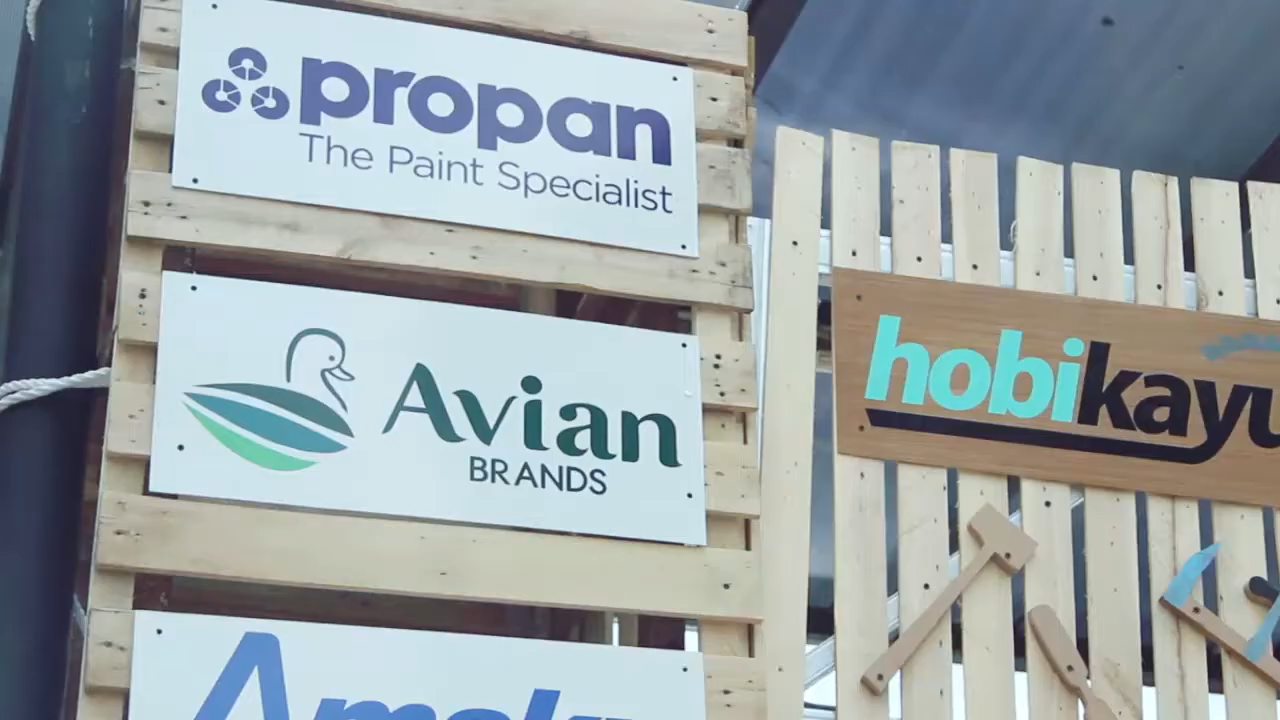 propan
The Paint Specialist
Avian
BRANDS
hobikayu